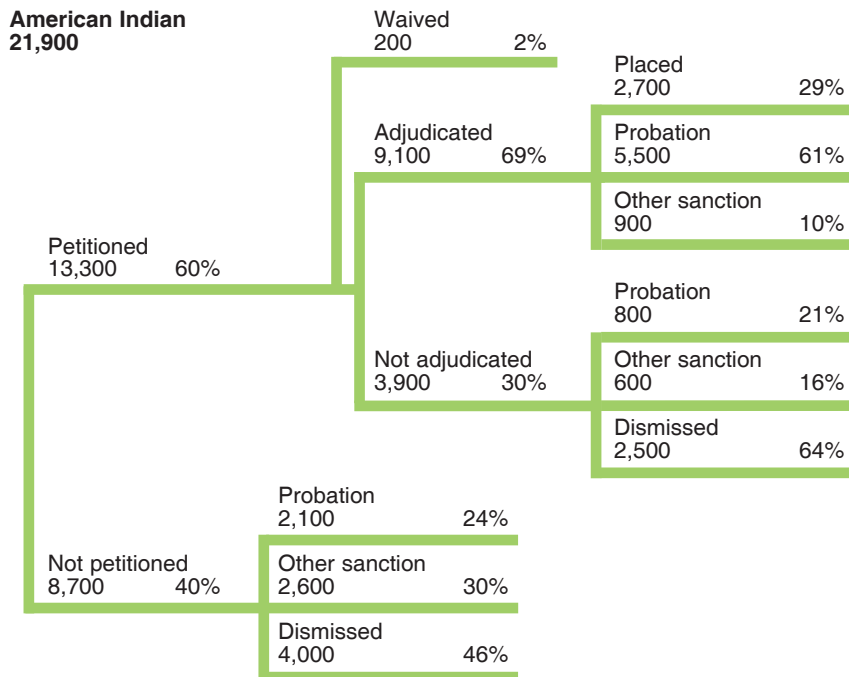 American Indian
21,900
Waived
200 2%
Placed
2,700 29%
Adjudicated
9,100 69%
Probation
5,500 61%
Other sanction
900 10%
Petitioned
13,300 60%
Probation
800 21%
Not adjudicated
3,900 30%
Other sanction
600 16%
Dismissed
2,500 64%
Probation
2,100 24%
Not petitioned
8,700 40%
Other sanction
2,600 30%
Dismissed
4,000 46%